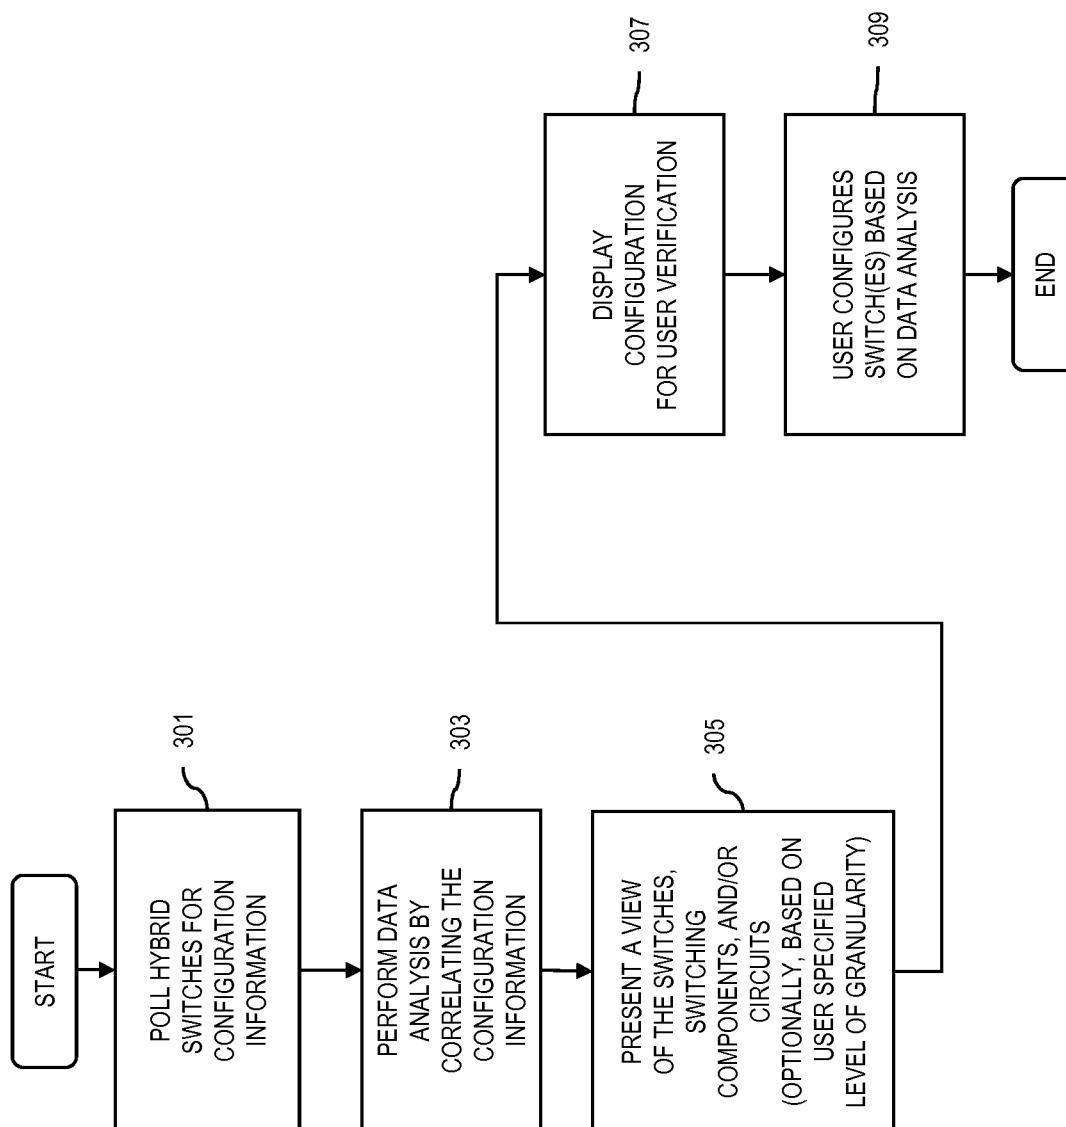 START
POLL HYBRID
SWITCHES FOR
CONFIGURATION
INFORMATION
301
PERFORM DATA
ANALYSIS BY
CORRELATING THE
CONFIGURATION
INFORMATION
303
PRESENT A VIEW
OF THE SWITCHES,
SWITCHING
COMPONENTS, AND/OR
CIRCUITS
(OPTIONALLY, BASED ON
USER SPECIFIED
LEVEL OF GRANULARITY)
305
DISPLAY
CONFIGURATION
FOR USER VERIFICATION
307
USER CONFIGURES
SWITCH(ES) BASED
ON DATA ANALYSIS
309
END